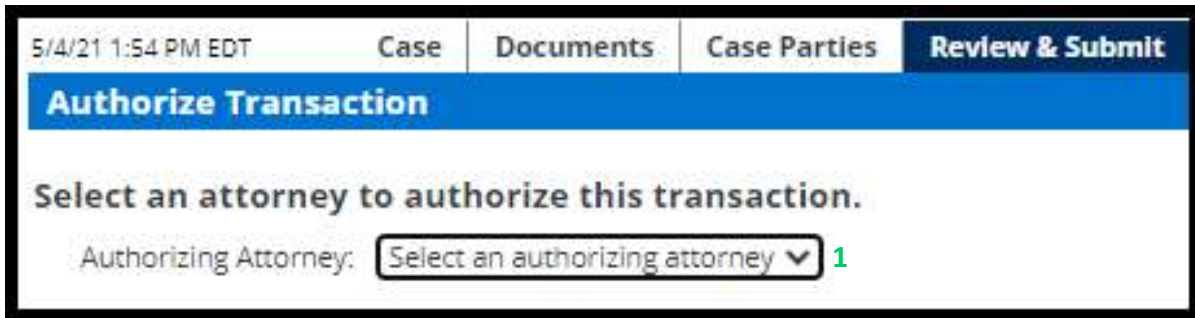 5/4/21 1:54 PM EDT Case Documents Case Parties Review & Submit
Authorize Transaction
Select an attorney to authorize this transaction.
Authorizing Attorney: Select an authorizing attorney 1